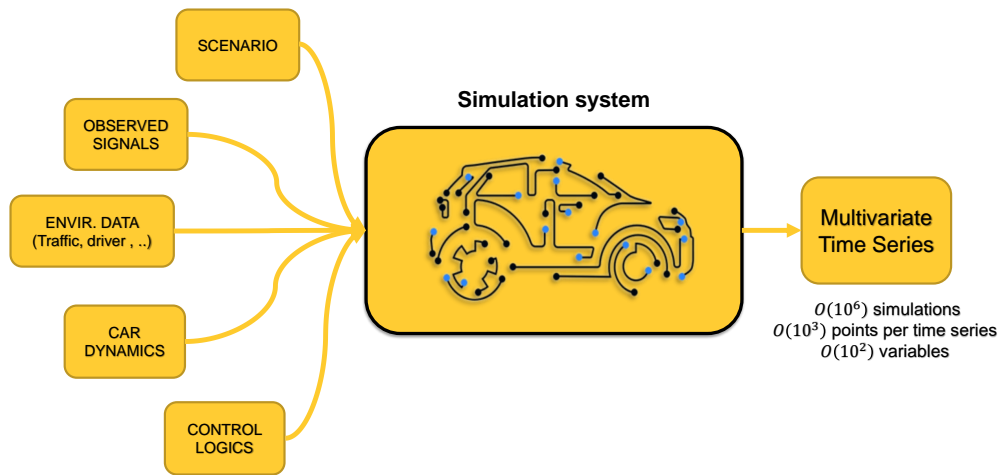 SCENARIO
OBSERVED
SIGNALS
ENVIR. DATA
(Traffic, driver , ..)
CAR
DYNAMICS
CONTROL
LOGICS
Simulation system
Multivariate
Time Series
𝑂(10⁶) simulations
𝑂(10³) points per time series
𝑂(10²) variables